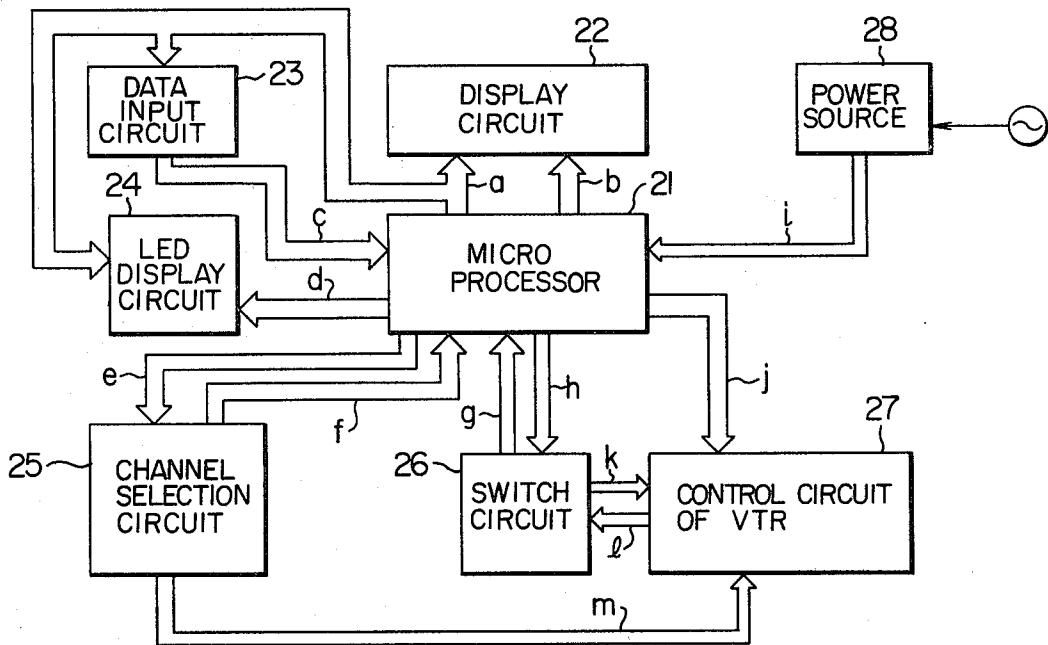 22
28
23
DATA
INPUT
CIRCUIT
DISPLAY
CIRCUIT
POWER
SOURCE
a
b
21
24
c
i
LED
DISPLAY
CIRCUIT
MICRO
PROCESSOR
d
e
f
g
h
j
25
26
27
CHANNEL
SELECTION
CIRCUIT
SWITCH
CIRCUIT
k
l
CONTROL CIRCUIT
OF VTR
m